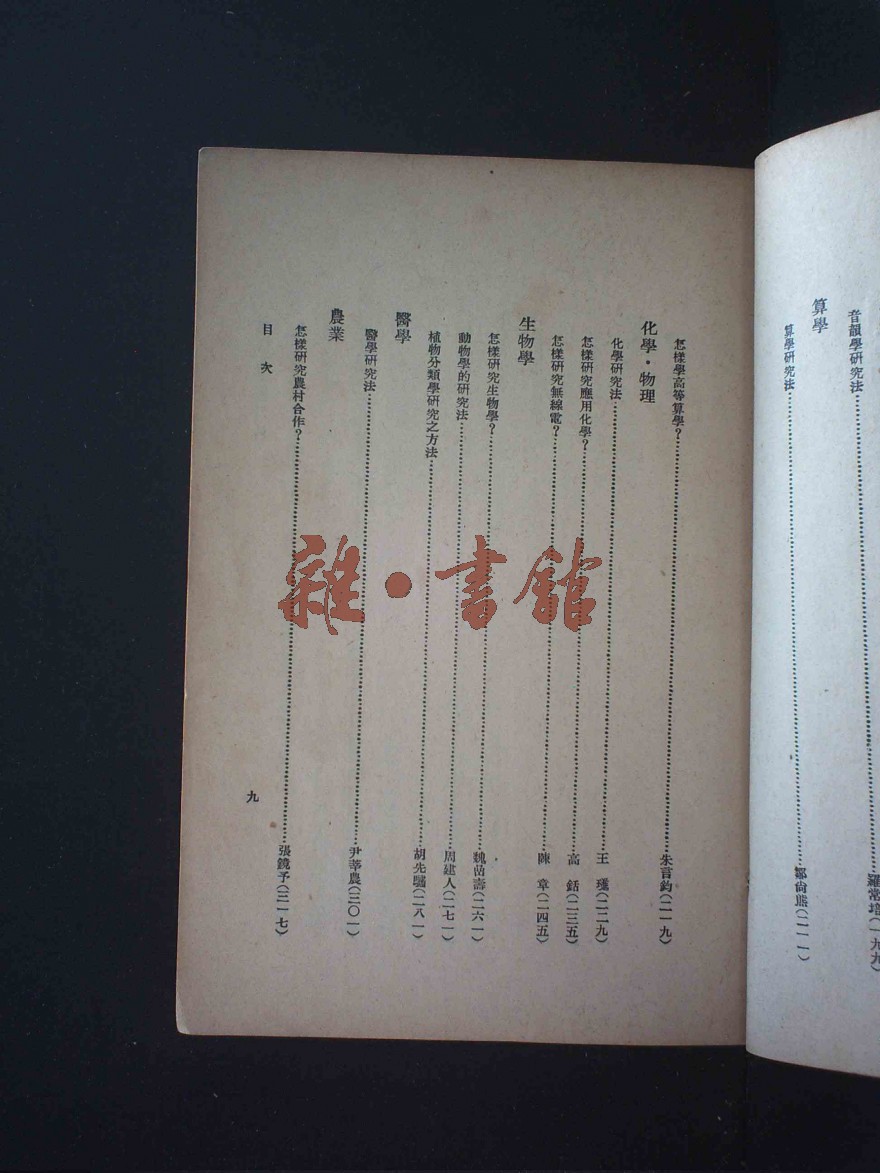 音韻學研究法……羅常培(一九九)
算學
算學研究法……鄒尙熊(二一一)
怎樣學高等算學?……朱言鈞(二一九)
化學・物理
化學研究法……王璡(二二九)
怎樣研究應用化學?……高銛(二三五)
怎樣研究無線電?……陳章(二四五)
生物學
怎樣研究生物學?……魏喦壽(二六一)
動物學的研究法……周建人(二七一)
植物分類學研究之方法……胡先驌(二八一)
醫學
醫學研究法……尹莘農(三〇一)
農業
怎樣研究農村合作?……張鏡予(三一七)
目次
九
雜・書館